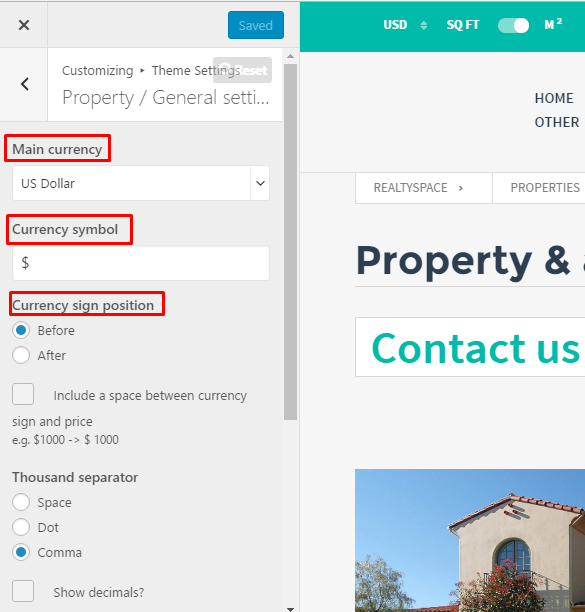 Saved
Customizing ▸ Theme Settings
Reset
Property / General setti...
Main currency
US Dollar
Currency symbol
$
Currency sign position
Before
After
Include a space between currency
sign and price
e.g. $1000 -> $ 1000
Thousand separator
Space
Dot
Comma
Show decimals?
USD SQ FT M²
HOME
OTHER
REALTYSPACE > PROPERTIES
Property & a
Contact us